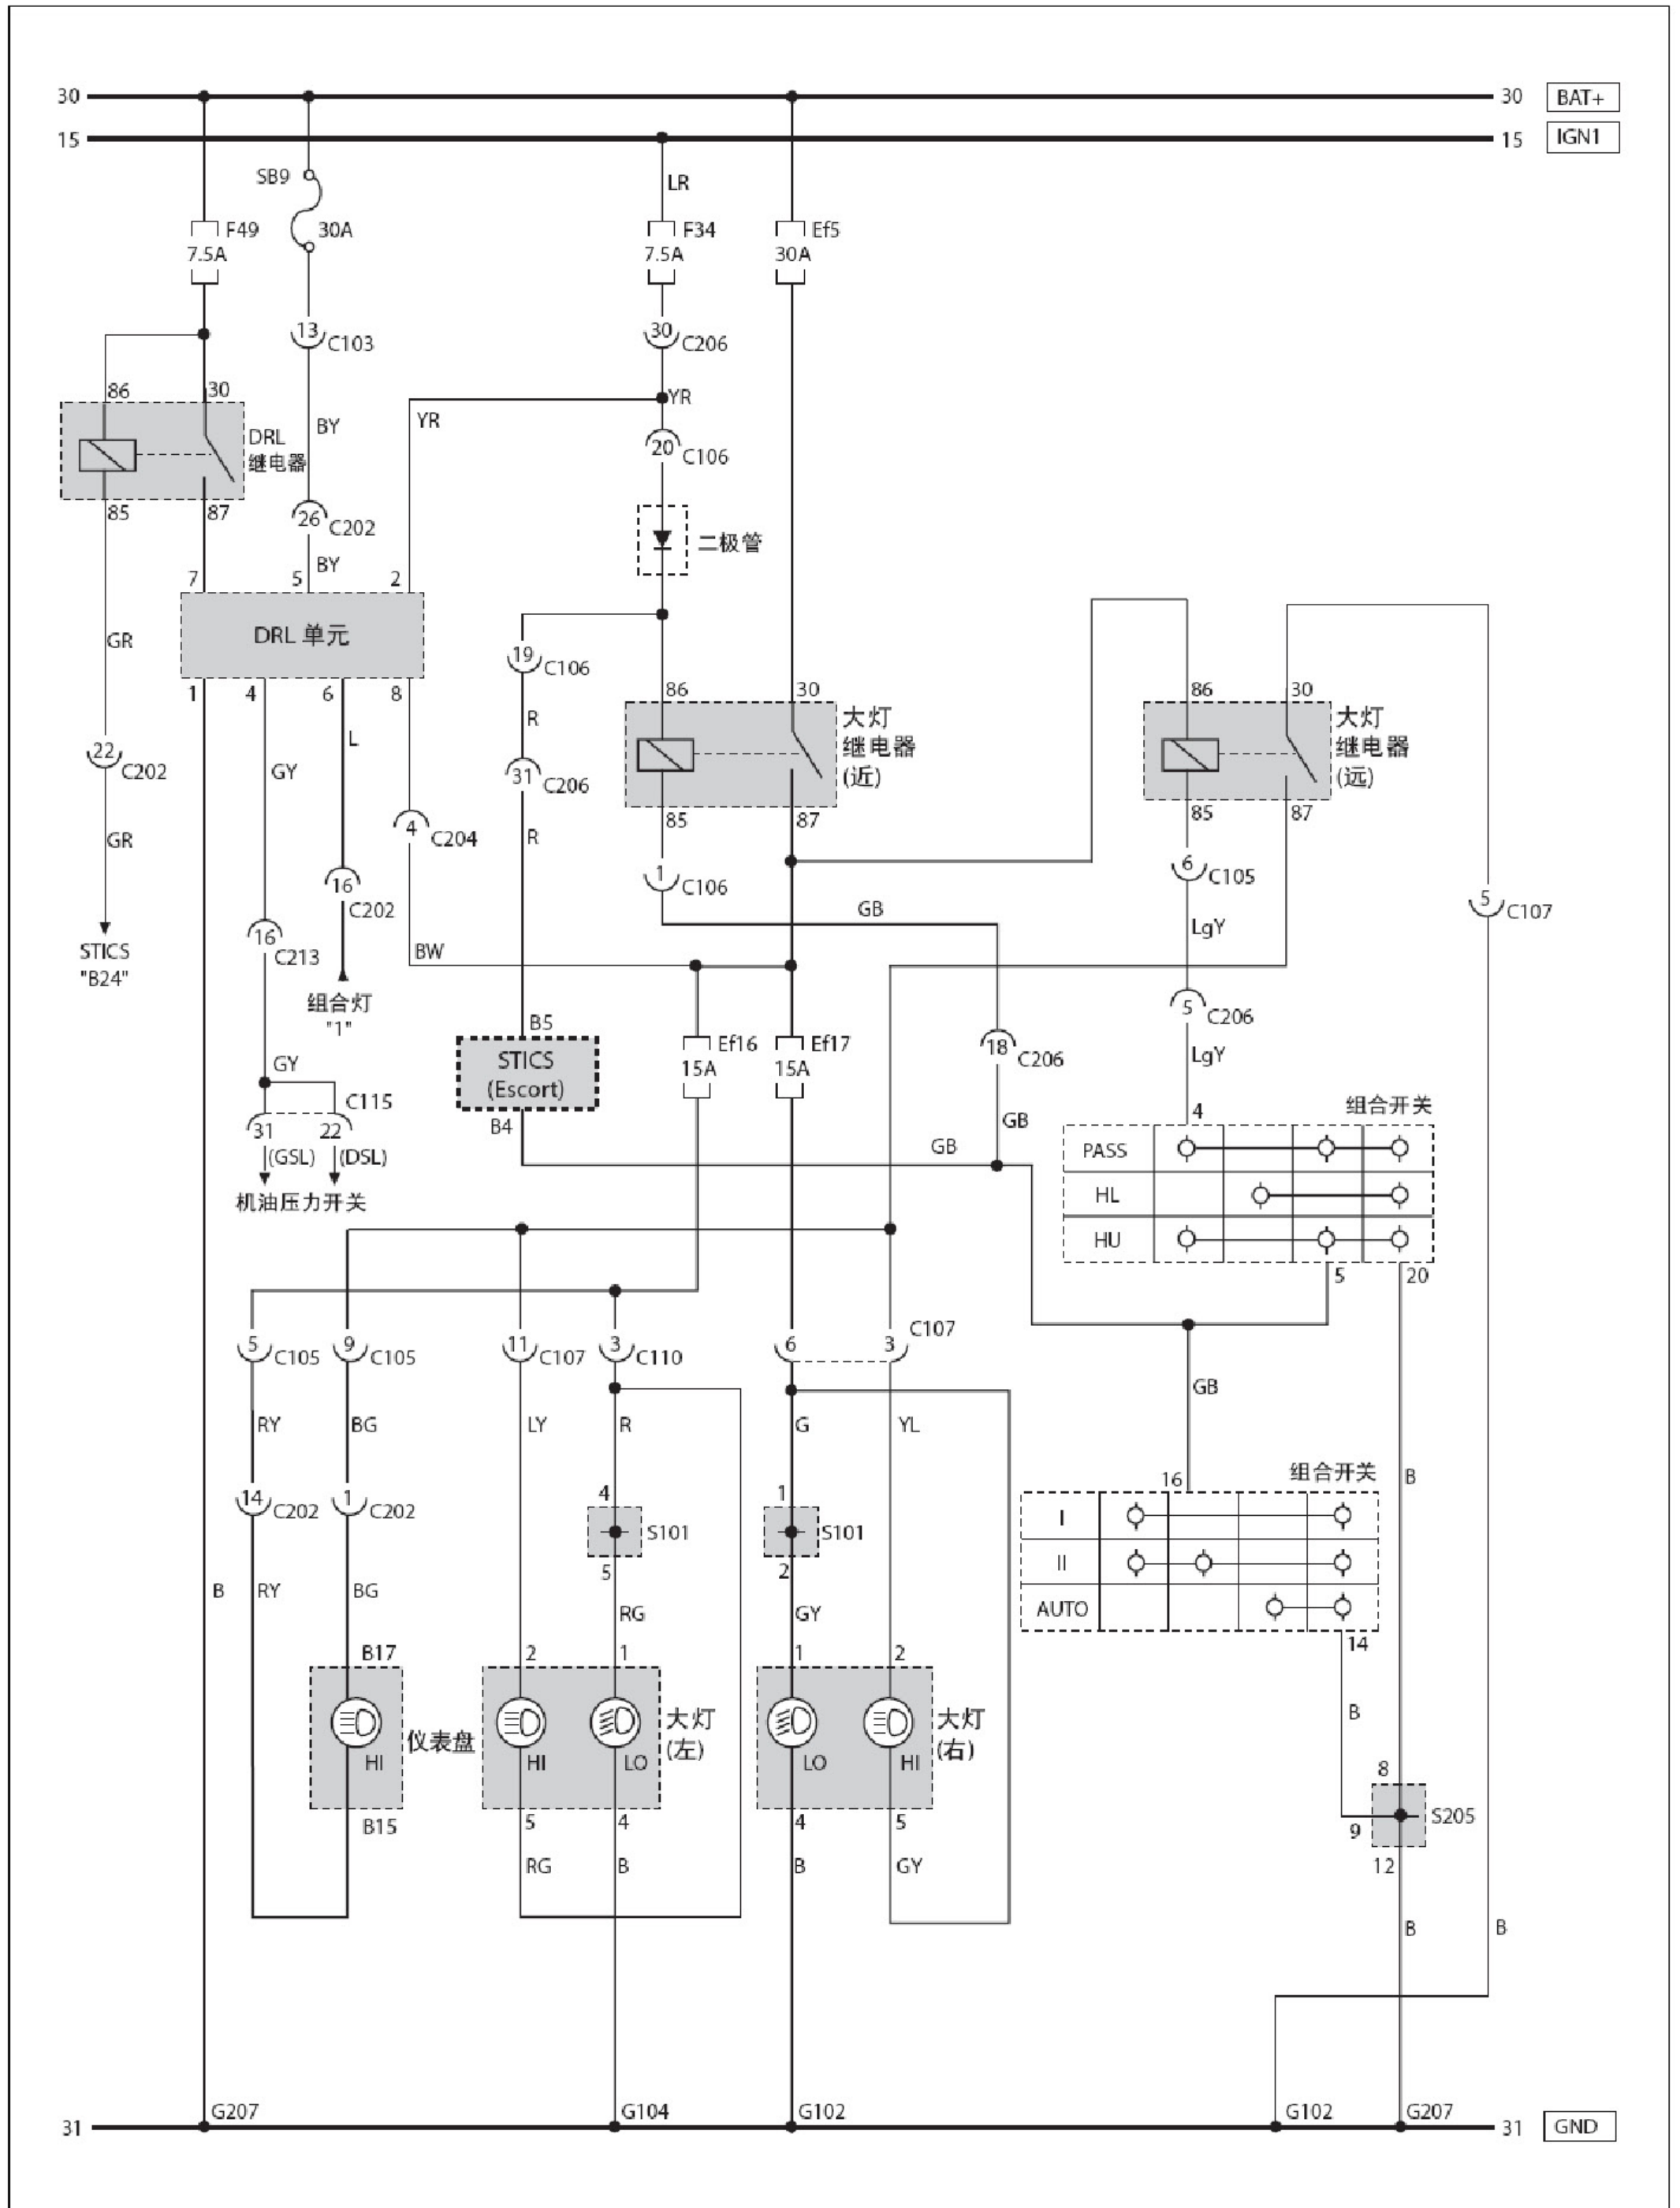 30 30 BAT+
15 15 IGN1
SB9 LR
F49 30A F34 Ef5
7.5A 7.5A 30A
13 C103 30 C206
86 30 YR
YR BY
DRL
继电器
20 C106
85 87 26 C202
二极管
BY
7 5 2
DRL 单元
GR
19 C106
1 4 6 8
86 30 86 30
大灯
继电器
(近)
大灯
继电器
(远)
R
L
22 C202
GY
31 C206
85 87 85 87
GR
4 C204
R
6 C105
1 C106
16
C202
5 C107
GB
LgY
16
C213
STICS
"B24"
BW
组合灯
"1"
5 C206
B5
Ef16 Ef17
18 C206
LgY
STICS
(Escort)
15A 15A
GY
C115
组合开关
4
31 22
B4
GB
GB
PASS
(GSL) (DSL)
HL
机油压力开关
HU
5 20
C107
5 C105 9 C105 11 C107 3 C110 6 3
GB
RY BG LY R G YL
组合开关
B
16
14 C202 1 C202
4 1
I
S101 S101
5 2
II
B RY BG
RG GY
AUTO
14
B17 2 1 1 2
B
仪表盘
大灯
(左)
大灯
(右)
HI HI LO LO HI
8
S205
9
B15 5 4 4 5
12
RG B B GY
B B
G207 G104 G102 G102 G207
31 31 GND